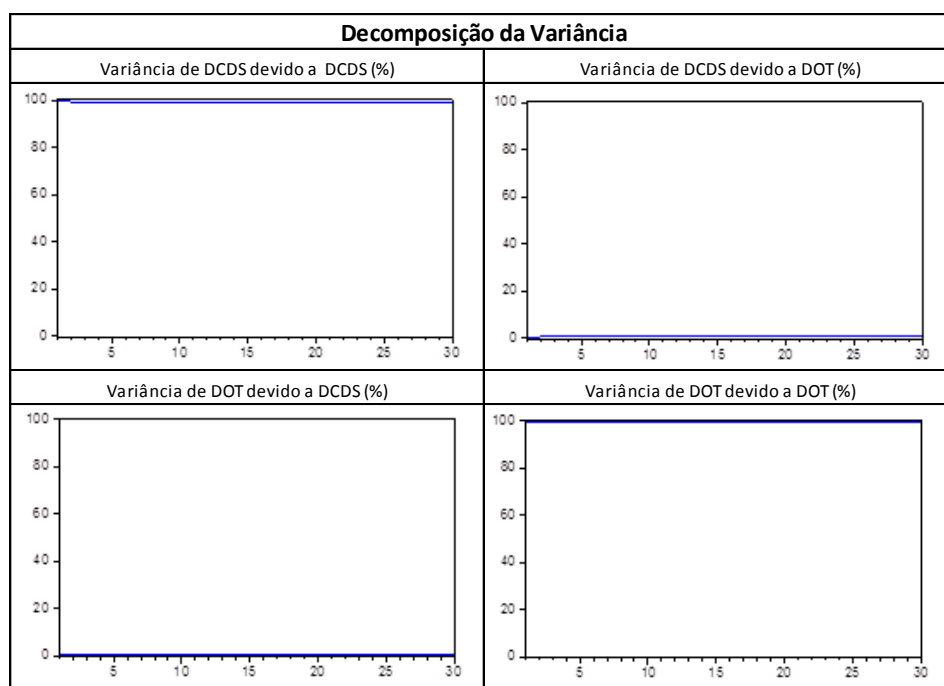 Decomposição da Variância
Variância de DCDS devido a DCDS (%)
Variância de DCDS devido a DOT (%)
100
80
60
40
20
0
5 10 15 20 25 30
100
80
60
40
20
0
5 10 15 20 25 30
Variância de DOT devido a DCDS (%)
Variância de DOT devido a DOT (%)
100
80
60
40
20
0
5 10 15 20 25 30
100
80
60
40
20
0
5 10 15 20 25 30